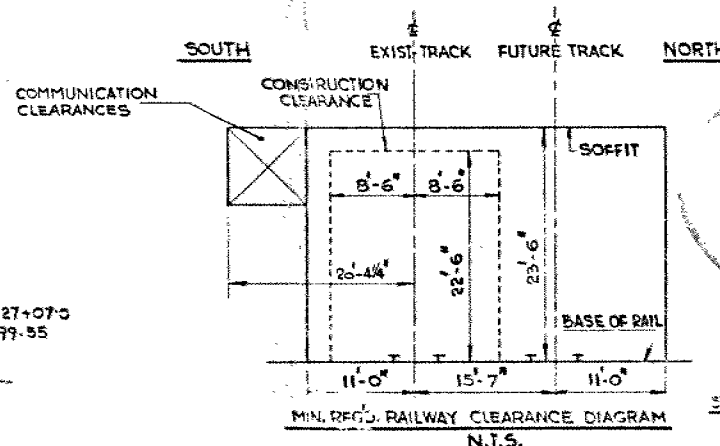 SOUTH
EXIST. TRACK
FUTURE TRACK
NORTH
COMMUNICATION
CLEARANCES
CONSTRUCTION
CLEARANCE
SOFFIT
8'-6"
8'-6"
20'-4¼"
22'-6"
23'-6"
27+07.5
99.55
BASE OF RAIL
11'-0"
15'-7"
11'-0"
MIN. REQ'D. RAILWAY CLEARANCE DIAGRAM
N.T.S.